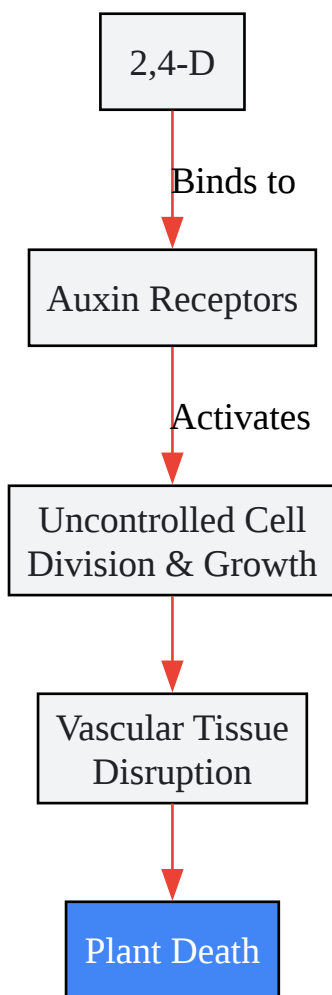 2,4-D
Binds to
Auxin Receptors
Activates
Uncontrolled Cell
Division & Growth
Vascular Tissue
Disruption
Plant Death